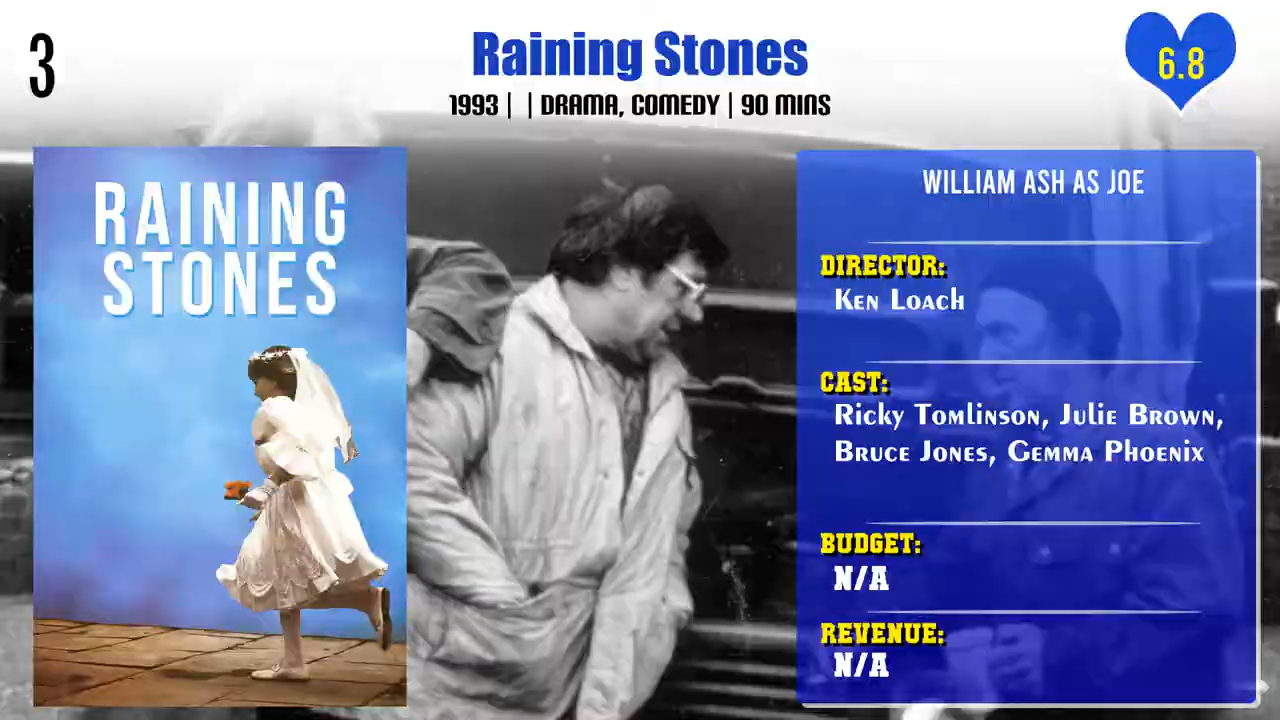 3
Raining Stones
1993 | | DRAMA, COMEDY | 90 MINS
6.8
RAINING
STONES
WILLIAM ASH AS JOE
DIRECTOR:
Ken Loach
CAST:
Ricky Tomlinson, Julie Brown,
Bruce Jones, Gemma Phoenix
BUDGET:
N/A
REVENUE:
N/A